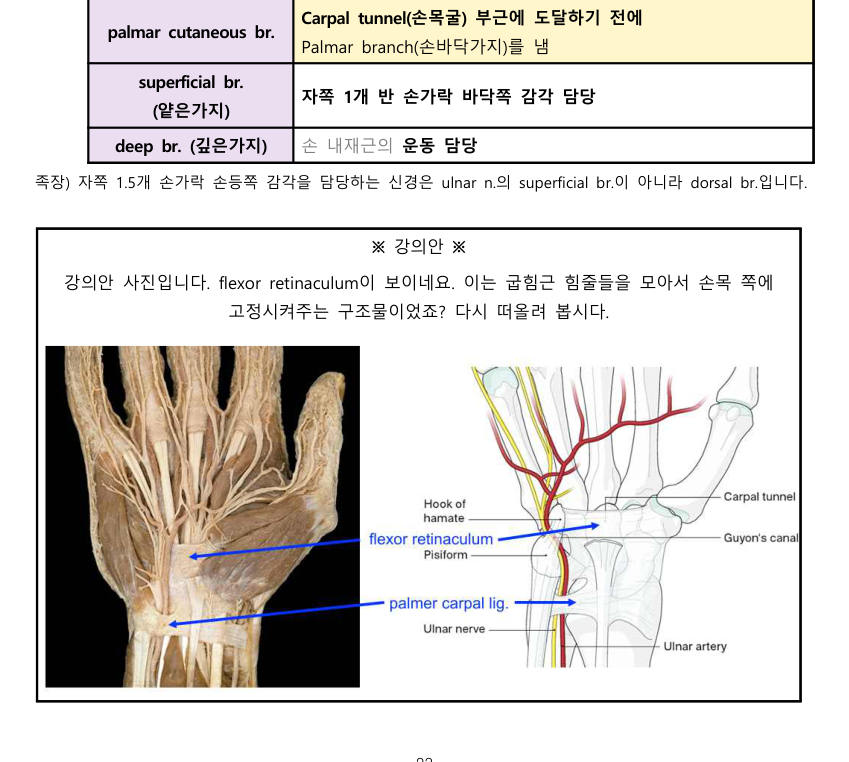 palmar cutaneous br.
Carpal tunnel(손목굴) 부근에 도달하기 전에
Palmar branch(손바닥가지)를 냄
superficial br.
(얕은가지)
자쪽 1개 반 손가락 바닥쪽 감각 담당
deep br. (깊은가지)
손 내재근의 운동 담당
족장) 자쪽 1.5개 손가락 손등쪽 감각을 담당하는 신경은 ulnar n.의 superficial br.이 아니라 dorsal br.입니다.
※ 강의안 ※
강의안 사진입니다. flexor retinaculum이 보이네요. 이는 굽힘근 힘줄들을 모아서 손목 쪽에
고정시켜주는 구조물이었죠? 다시 떠올려 봅시다.
Hook of
hamate
Carpal tunnel
flexor retinaculum
Guyon's canal
Pisiform
palmer carpal lig.
Ulnar nerve
Ulnar artery